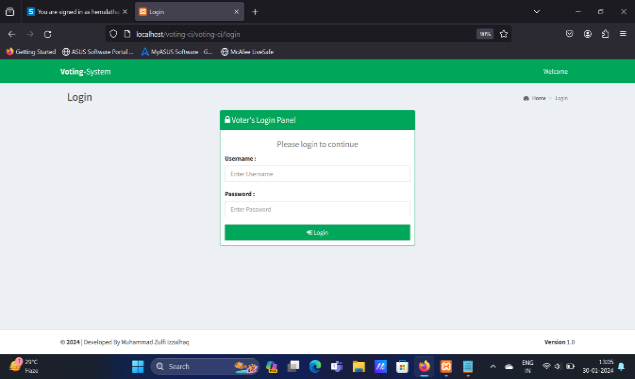 You are signed in as hemalatha
Login
localhost/voting-ci/voting-ci/login
90%
Getting Started
ASUS Software Portal ...
MyASUS Software - G...
McAfee LiveSafe
Voting-System
Welcome
Login
Home
Login
Voter's Login Panel
Please login to continue
Username :
Enter Username
Password :
Enter Password
Login
© 2024 | Developed By Muhammad Zulfi Izzulhaq
Version 1.0
29°C
Haze
Search
ENG
IN
13:05
30-01-2024